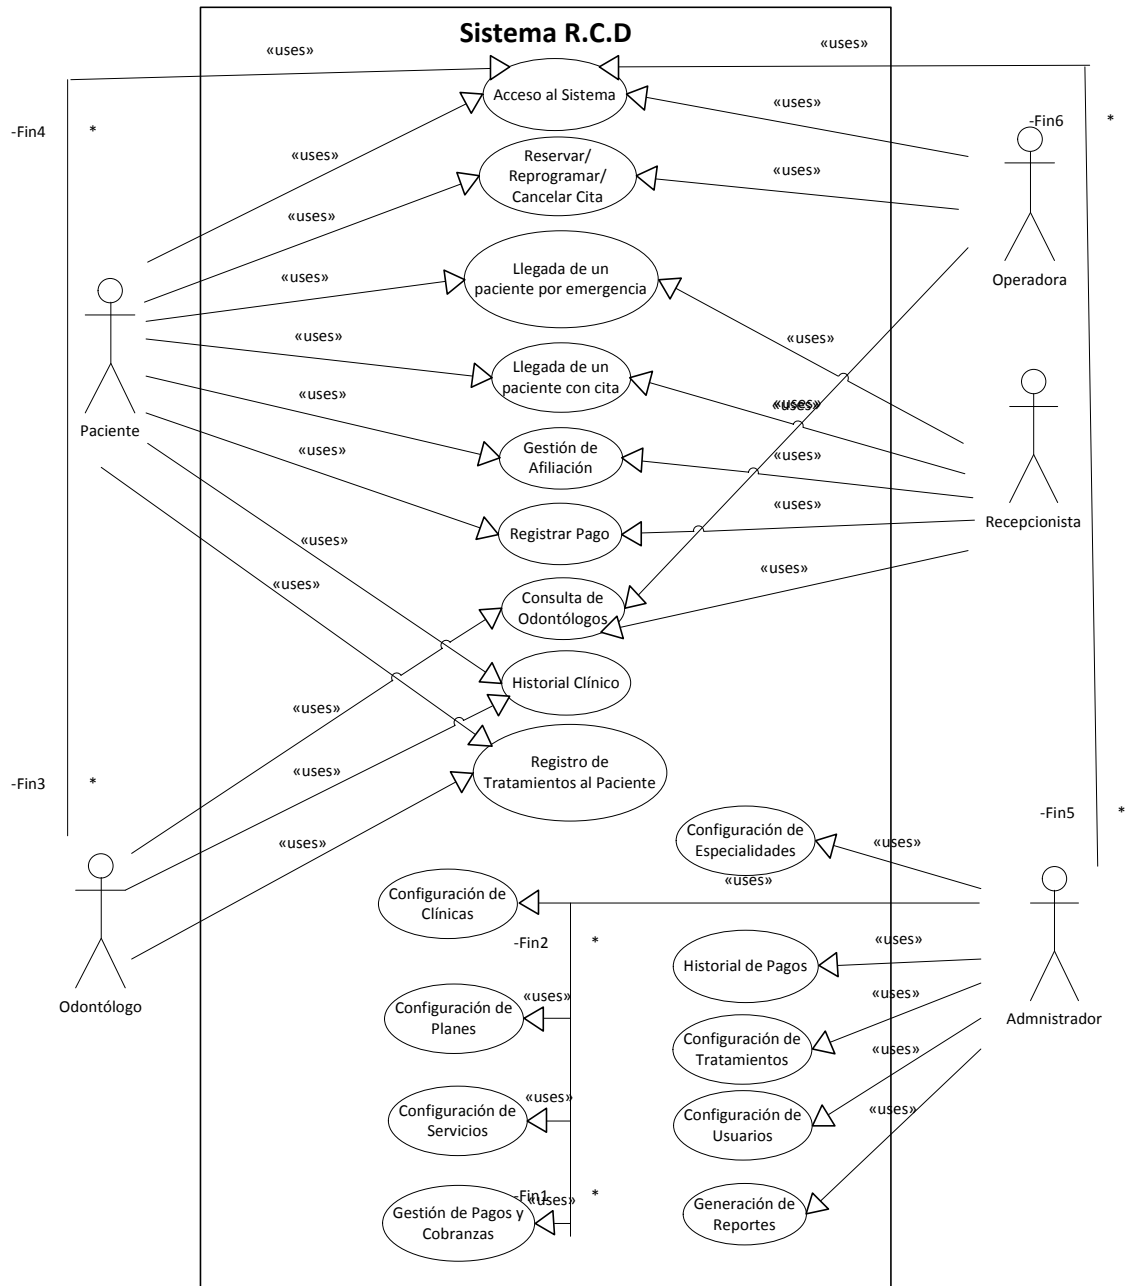 Sistema R.C.D
«uses»
«uses»
Acceso al Sistema
«uses»
-Fin4
*
-Fin6
*
«uses»
Reservar/
Reprogramar/
Cancelar Cita
«uses»
«uses»
Llegada de un
paciente por emergencia
«uses»
Operadora
«uses»
«uses»
Llegada de un
paciente con cita
«uses»
«uses»
Paciente
«uses»
Gestión de
Afiliación
«uses»
«uses»
Registrar Pago
«uses»
Recepcionista
«uses»
«uses»
Consulta de
Odontólogos
«uses»
Historial Clínico
«uses»
«uses»
Registro de
Tratamientos al Paciente
-Fin3
*
-Fin5
*
«uses»
Configuración de
Especialidades
«uses»
«uses»
Configuración de
Clínicas
-Fin2
*
«uses»
Historial de Pagos
Odontólogo
«uses»
Configuración de
Planes
«uses»
Admnistrador
Configuración de
Tratamientos
«uses»
Configuración de
Servicios
«uses»
Configuración de
Usuarios
«uses»
-Fin1
*
«uses»
Gestión de Pagos y
Cobranzas
Generación de
Reportes